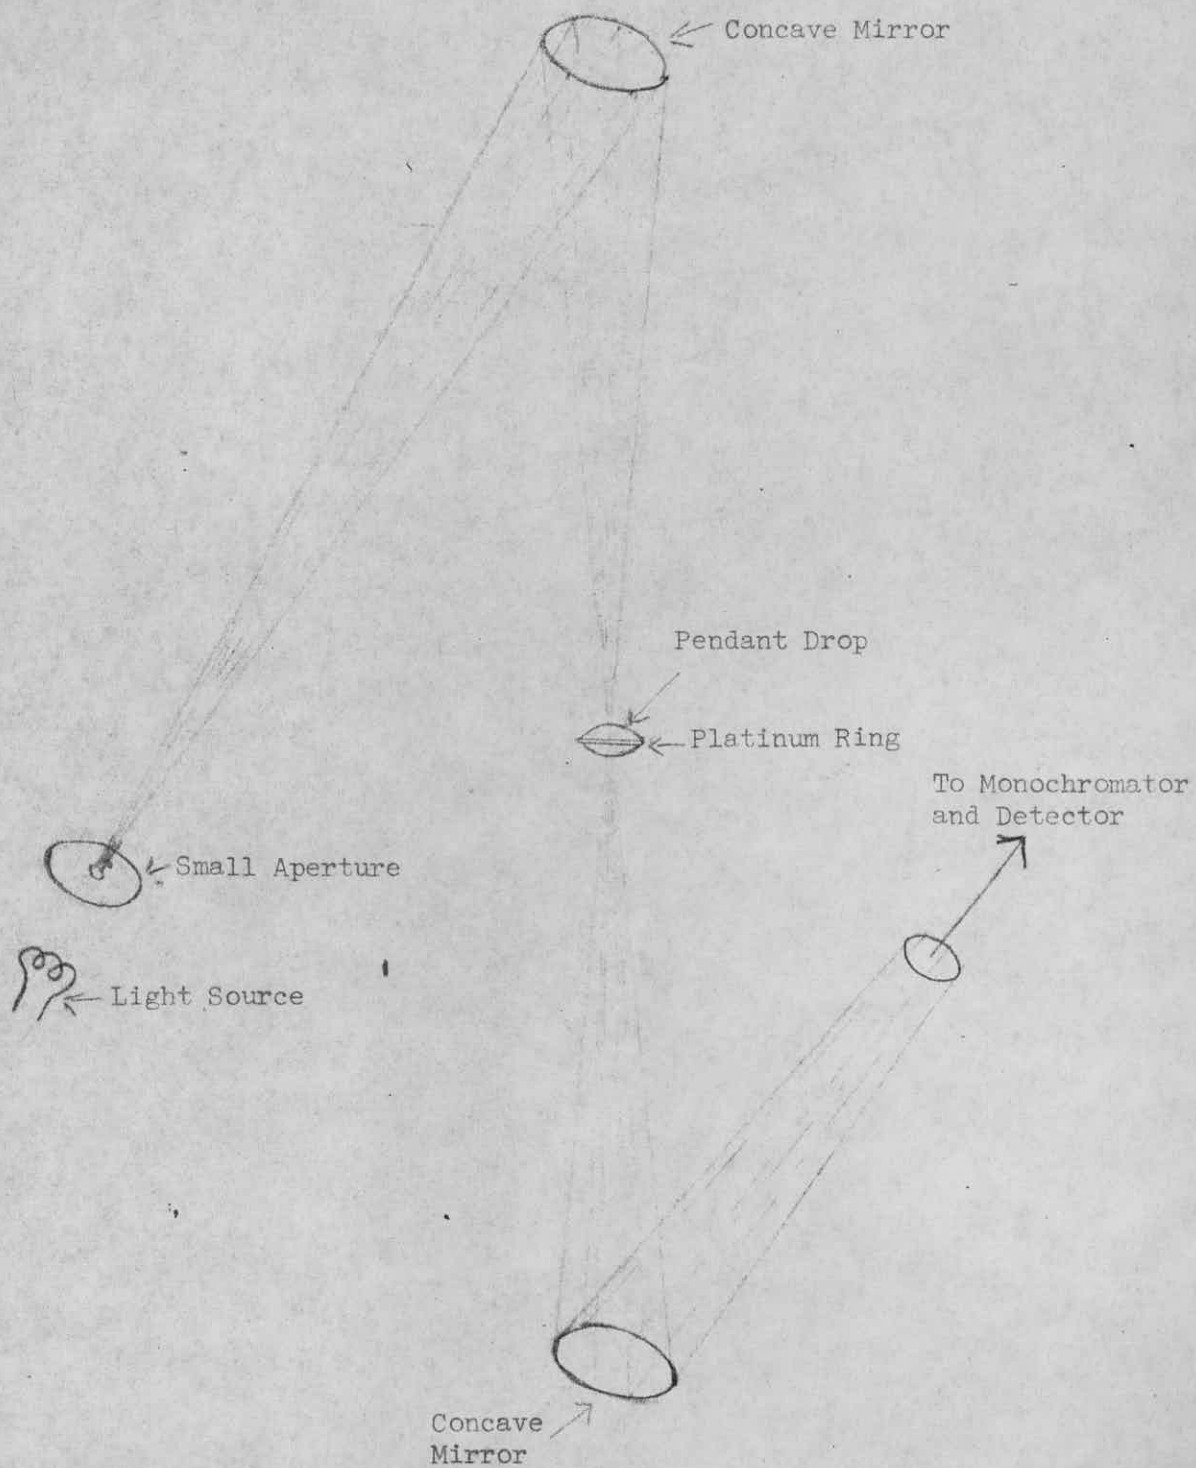 Concave Mirror
Pendant Drop
Platinum Ring
To Monochromator
and Detector
Small Aperture
Light Source
Concave
Mirror